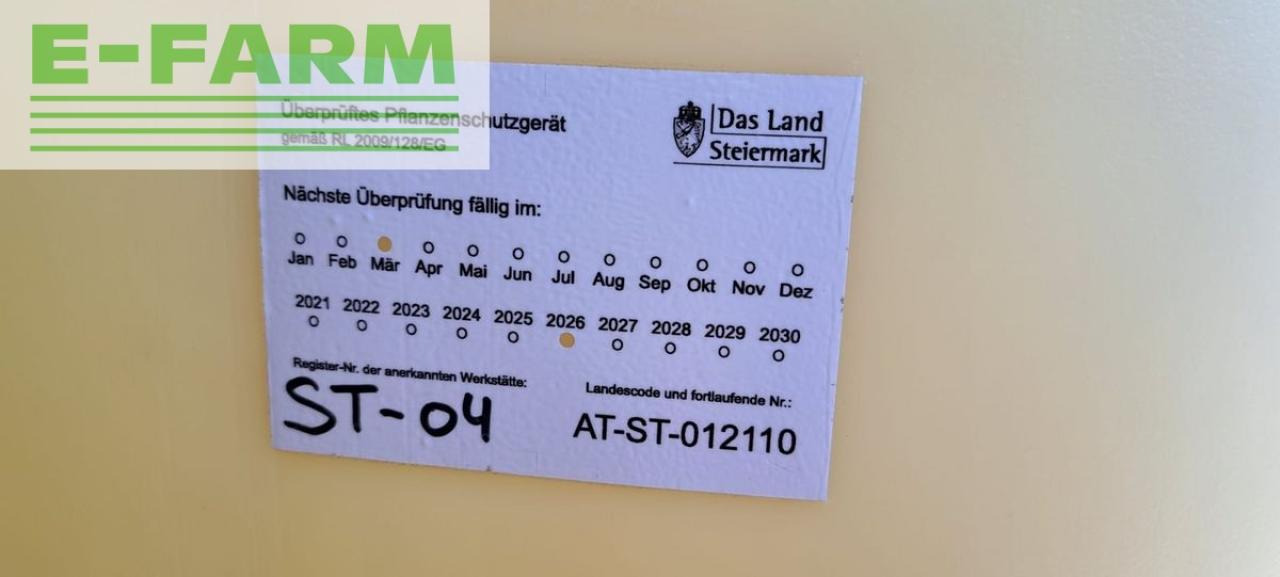 E-FARM
Überprüftes Pflanzenschutzgerät
gemäß RL 2009/128/EG
Das Land
Steiermark
Nächste Überprüfung fällig im:
Jan Feb Mär Apr Mai Jun Jul Aug Sep Okt Nov Dez
2021 2022 2023 2024 2025 2026 2027 2028 2029 2030
Register-Nr. der anerkannten Werkstätte:
ST-04
Landescode und fortlaufende Nr.:
AT-ST-012110